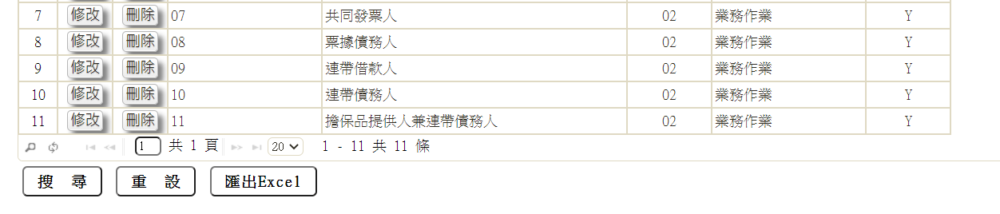 7 修改 刪除 07 共同發票人 02 業務作業 Y
8 修改 刪除 08 票據債務人 02 業務作業 Y
9 修改 刪除 09 連帶借款人 02 業務作業 Y
10 修改 刪除 10 連帶債務人 02 業務作業 Y
11 修改 刪除 11 擔保品提供人兼連帶債務人 02 業務作業 Y
1 共 1 頁 20 1 - 11 共 11 條
搜 尋 重 設 匯出Excel